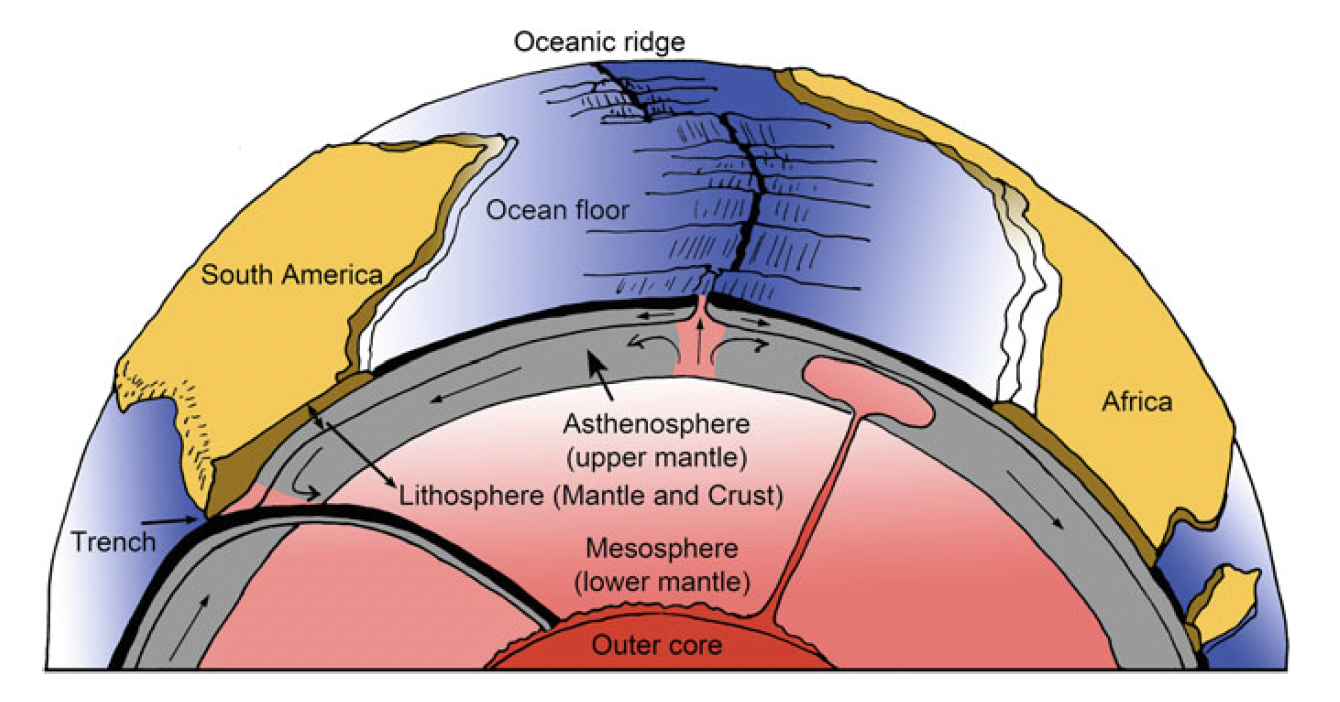 Oceanic ridge
Ocean floor
South America
Africa
Asthenosphere
(upper mantle)
Lithosphere (Mantle and Crust)
Trench
Mesosphere
(lower mantle)
Outer core